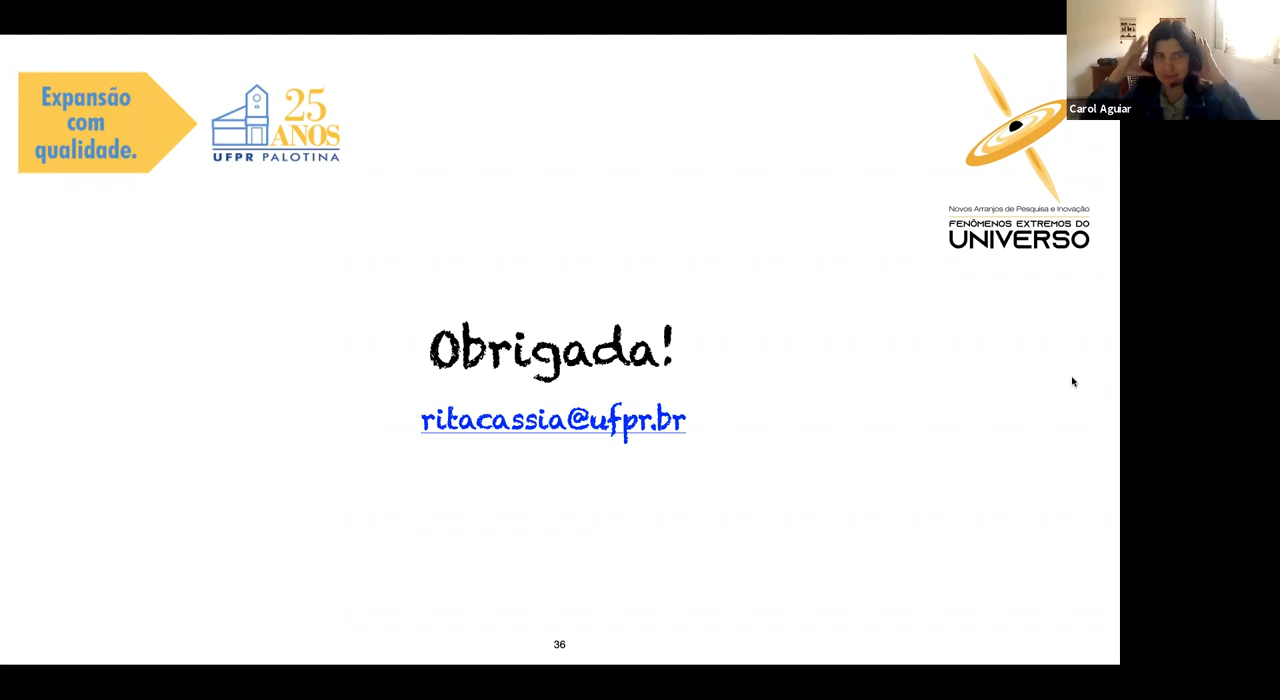 Expansão
com
qualidade.
25
ANOS
UFPR PALOTINA
Carol Aguiar
Novos Arranjos de Pesquisa e Inovação
FENÔMENOS EXTREMOS DO
UNIVERSO
Obrigada!
ritacassia@ufpr.br
36